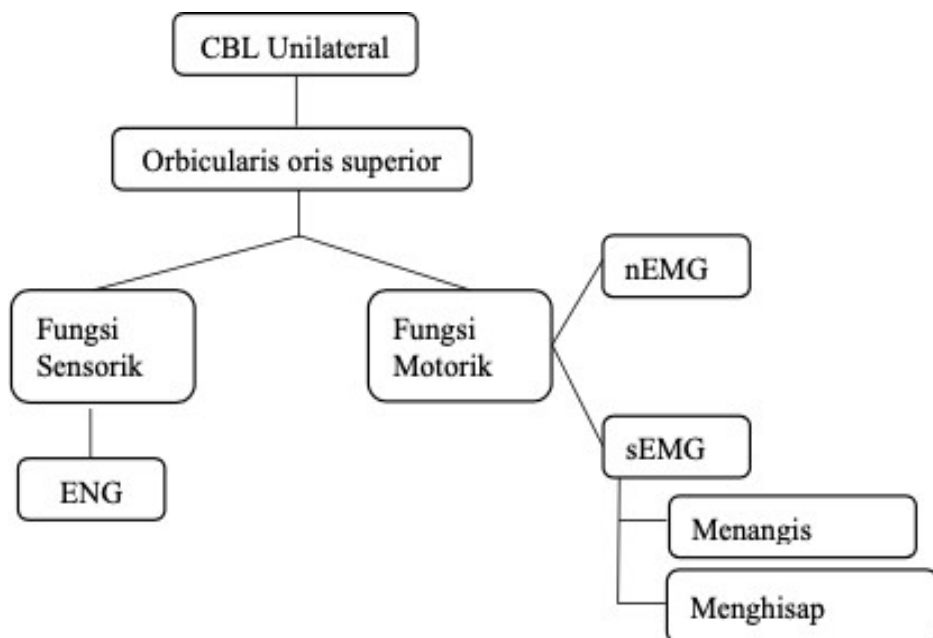 CBL Unilateral
Orbicularis oris superior
Fungsi
Sensorik
Fungsi
Motorik
nEMG
sEMG
ENG
Menangis
Menghisap